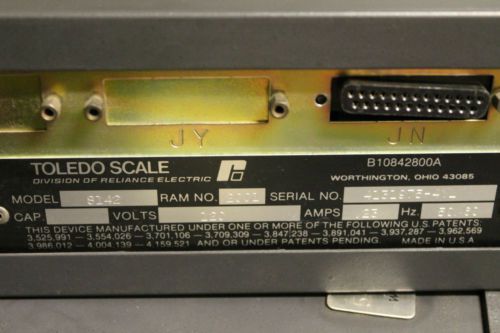 JY JN
TOLEDO SCALE B10842800A
DIVISION OF RELIANCE ELECTRIC WORTHINGTON, OHIO 43085
MODEL 8142 RAM NO. SERIAL NO.
CAP. VOLTS 120 AMPS Hz.
THIS DEVICE MANUFACTURED UNDER ONE OR MORE OF THE FOLLOWING U.S. PATENTS:
3,525,991 - 3,554,026 - 3,701,106 - 3,709,309 - 3,847,238 - 3,891,041 - 3,937,287 - 3,962,569
3,986,012 - 4,004,139 - 4,159,521 AND OTHERS PENDING. MADE IN U.S.A